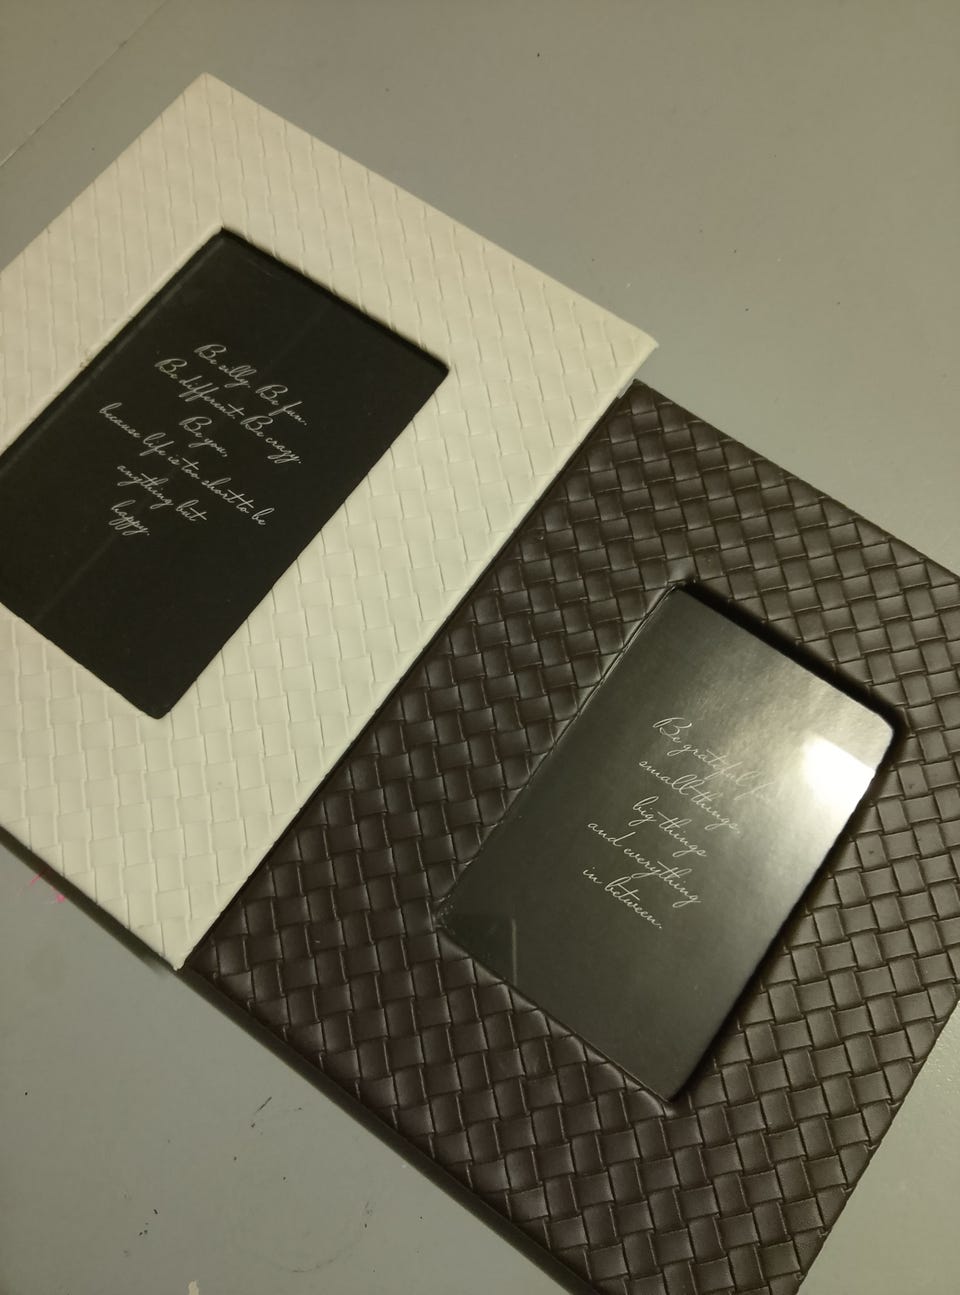 Be silly. Be fun.
Be different. Be crazy.
Be you,
because life is too short to be
anything but
happy.
Be grateful
small things
big things
and everything
in between.